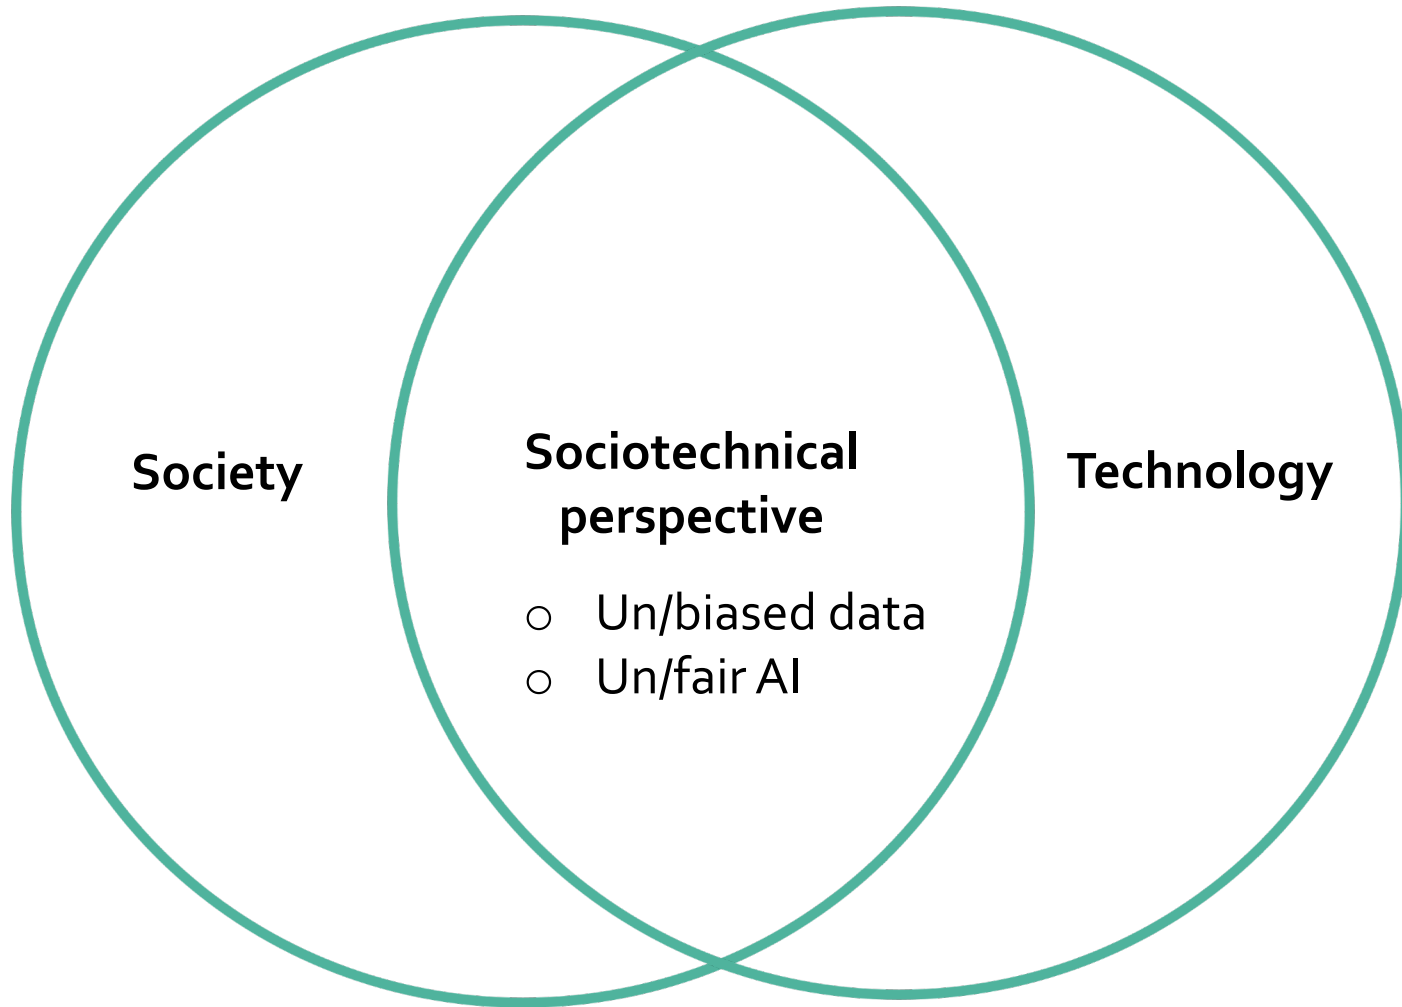 Society
Sociotechnical
perspective
○ Un/biased data
○ Un/fair AI
Technology